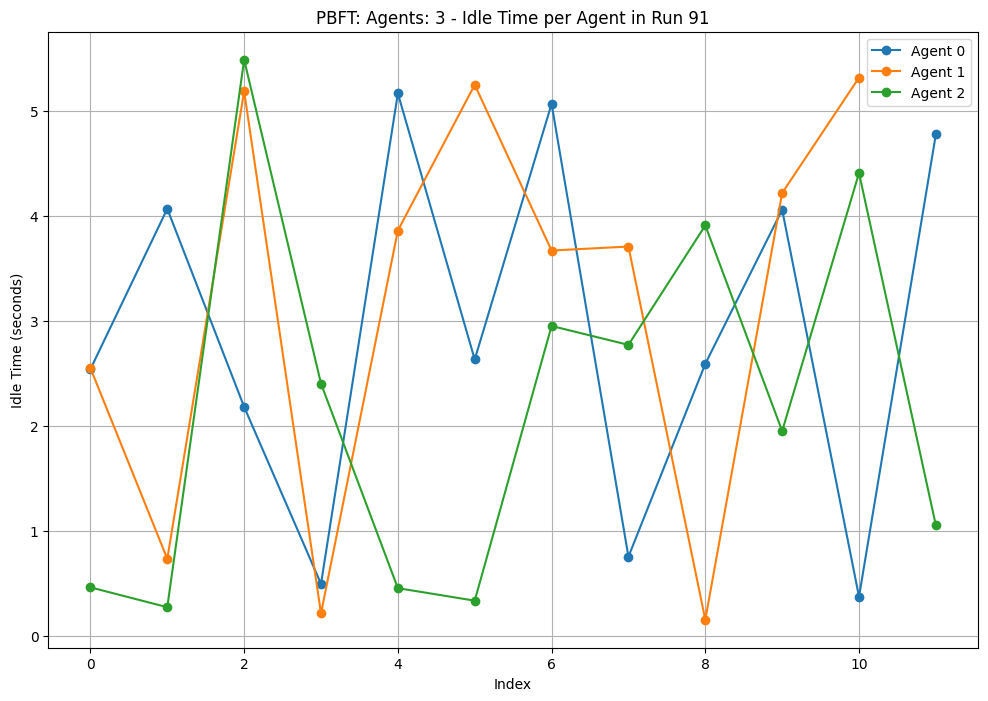 PBFT: Agents: 3 - Idle Time per Agent in Run 91
Agent 0
Agent 1
Agent 2
Idle Time (seconds)
5
4
3
2
1
0
0 2 4 6 8 10
Index